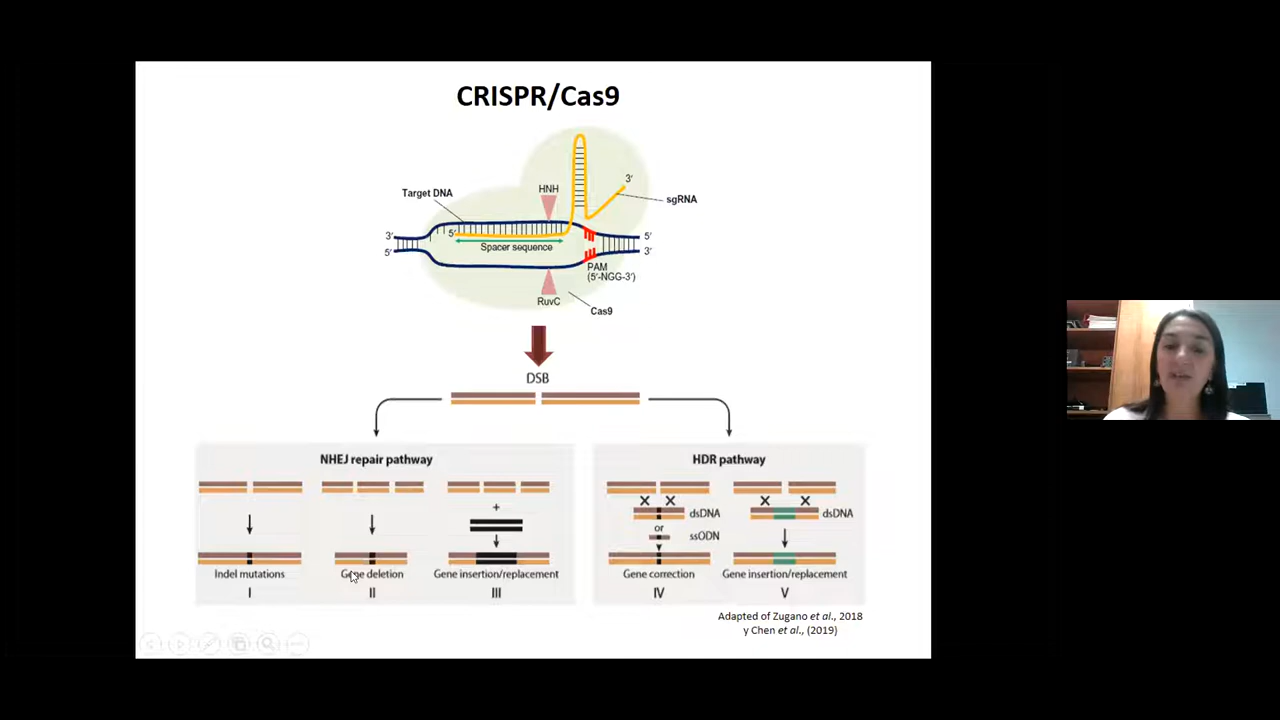 CRISPR/Cas9
3′
HNH
Target DNA
sgRNA
5′
3′
5′
Spacer sequence
5′
3′
PAM
(5′-NGG-3′)
RuvC
Cas9
DSB
NHEJ repair pathway
HDR pathway
+
dsDNA
or
ssODN
dsDNA
Indel mutations
Gene deletion
Gene insertion/replacement
Gene correction
Gene insertion/replacement
I
II
III
IV
V
Adapted of Zugano et al., 2018
y Chen et al., (2019)